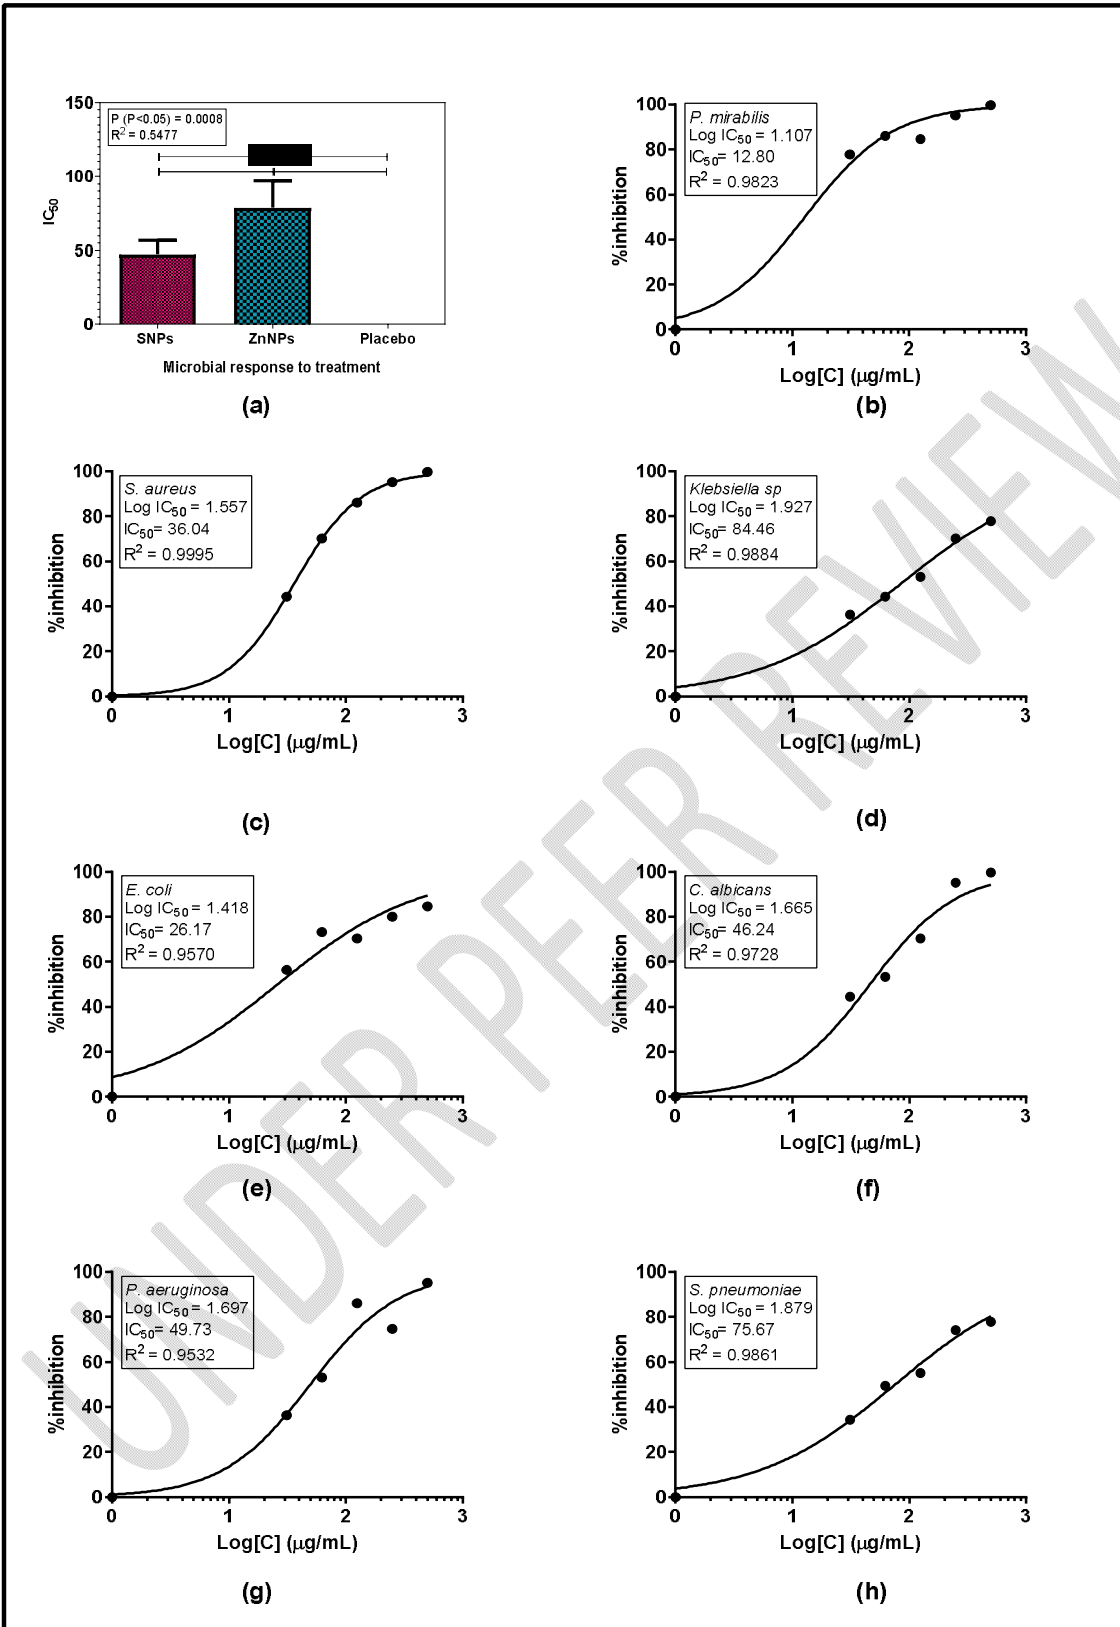 150
100
50
0
IC50
P (P<0.05) = 0.0008
R2 = 0.5477
SNPs ZnNPs Placebo
Microbial response to treatment
(a)
100
80
60
40
20
0
%inhibition
P. mirabilis
Log IC50 = 1.107
IC50= 12.80
R2 = 0.9823
0 1 2 3
Log[C] (μg/mL)
(b)
100
80
60
40
20
0
%inhibition
S. aureus
Log IC50 = 1.557
IC50= 36.04
R2 = 0.9995
0 1 2 3
Log[C] (μg/mL)
(c)
100
80
60
40
20
0
%inhibition
Klebsiella sp
Log IC50 = 1.927
IC50= 84.46
R2 = 0.9884
0 1 2 3
Log[C] (μg/mL)
(d)
100
80
60
40
20
0
%inhibition
E. coli
Log IC50 = 1.418
IC50= 26.17
R2 = 0.9570
0 1 2 3
Log[C] (μg/mL)
(e)
100
80
60
40
20
0
%inhibition
C. albicans
Log IC50 = 1.665
IC50= 46.24
R2 = 0.9728
0 1 2 3
Log[C] (μg/mL)
(f)
100
80
60
40
20
0
%inhibition
P. aeruginosa
Log IC50 = 1.697
IC50= 49.73
R2 = 0.9532
0 1 2 3
Log[C] (μg/mL)
(g)
100
80
60
40
20
0
%inhibition
S. pneumoniae
Log IC50 = 1.879
IC50= 75.67
R2 = 0.9861
0 1 2 3
Log[C] (μg/mL)
(h)
UNDER PEER REVIEW